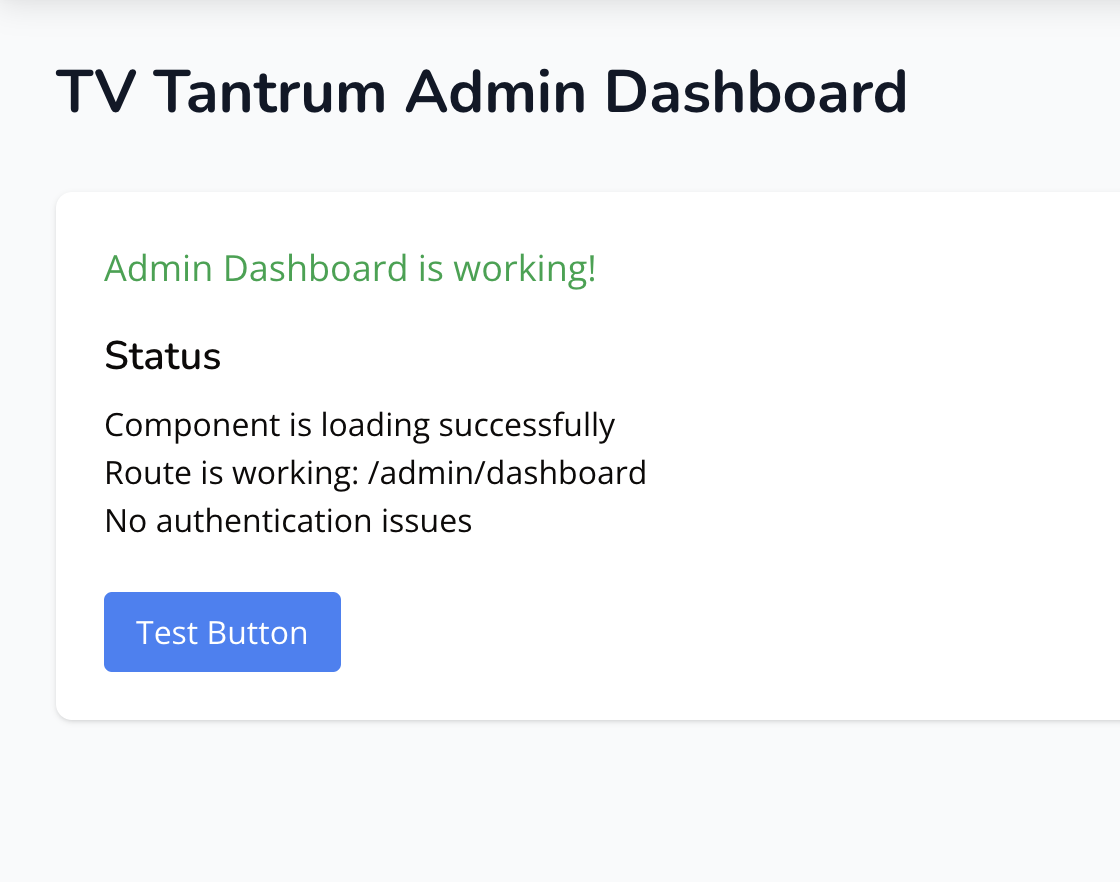 TV Tantrum Admin Dashboard
Admin Dashboard is working!
Status
Component is loading successfully
Route is working: /admin/dashboard
No authentication issues
Test Button